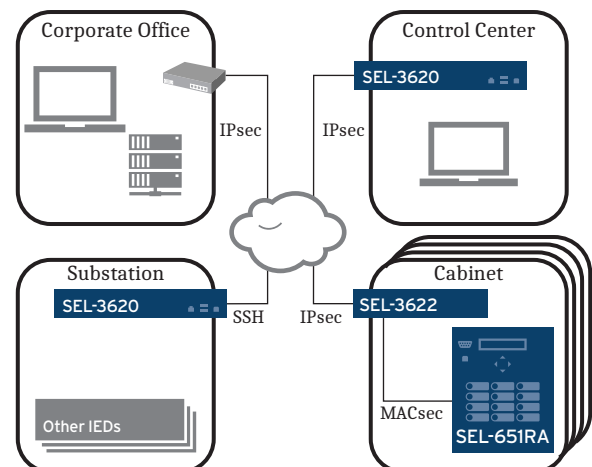 Corporate Office
Control Center
SEL-3620
IPsec
IPsec
Substation
Cabinet
SEL-3620
SEL-3622
SSH
IPsec
MACsec
Other IEDs
SEL-651RA